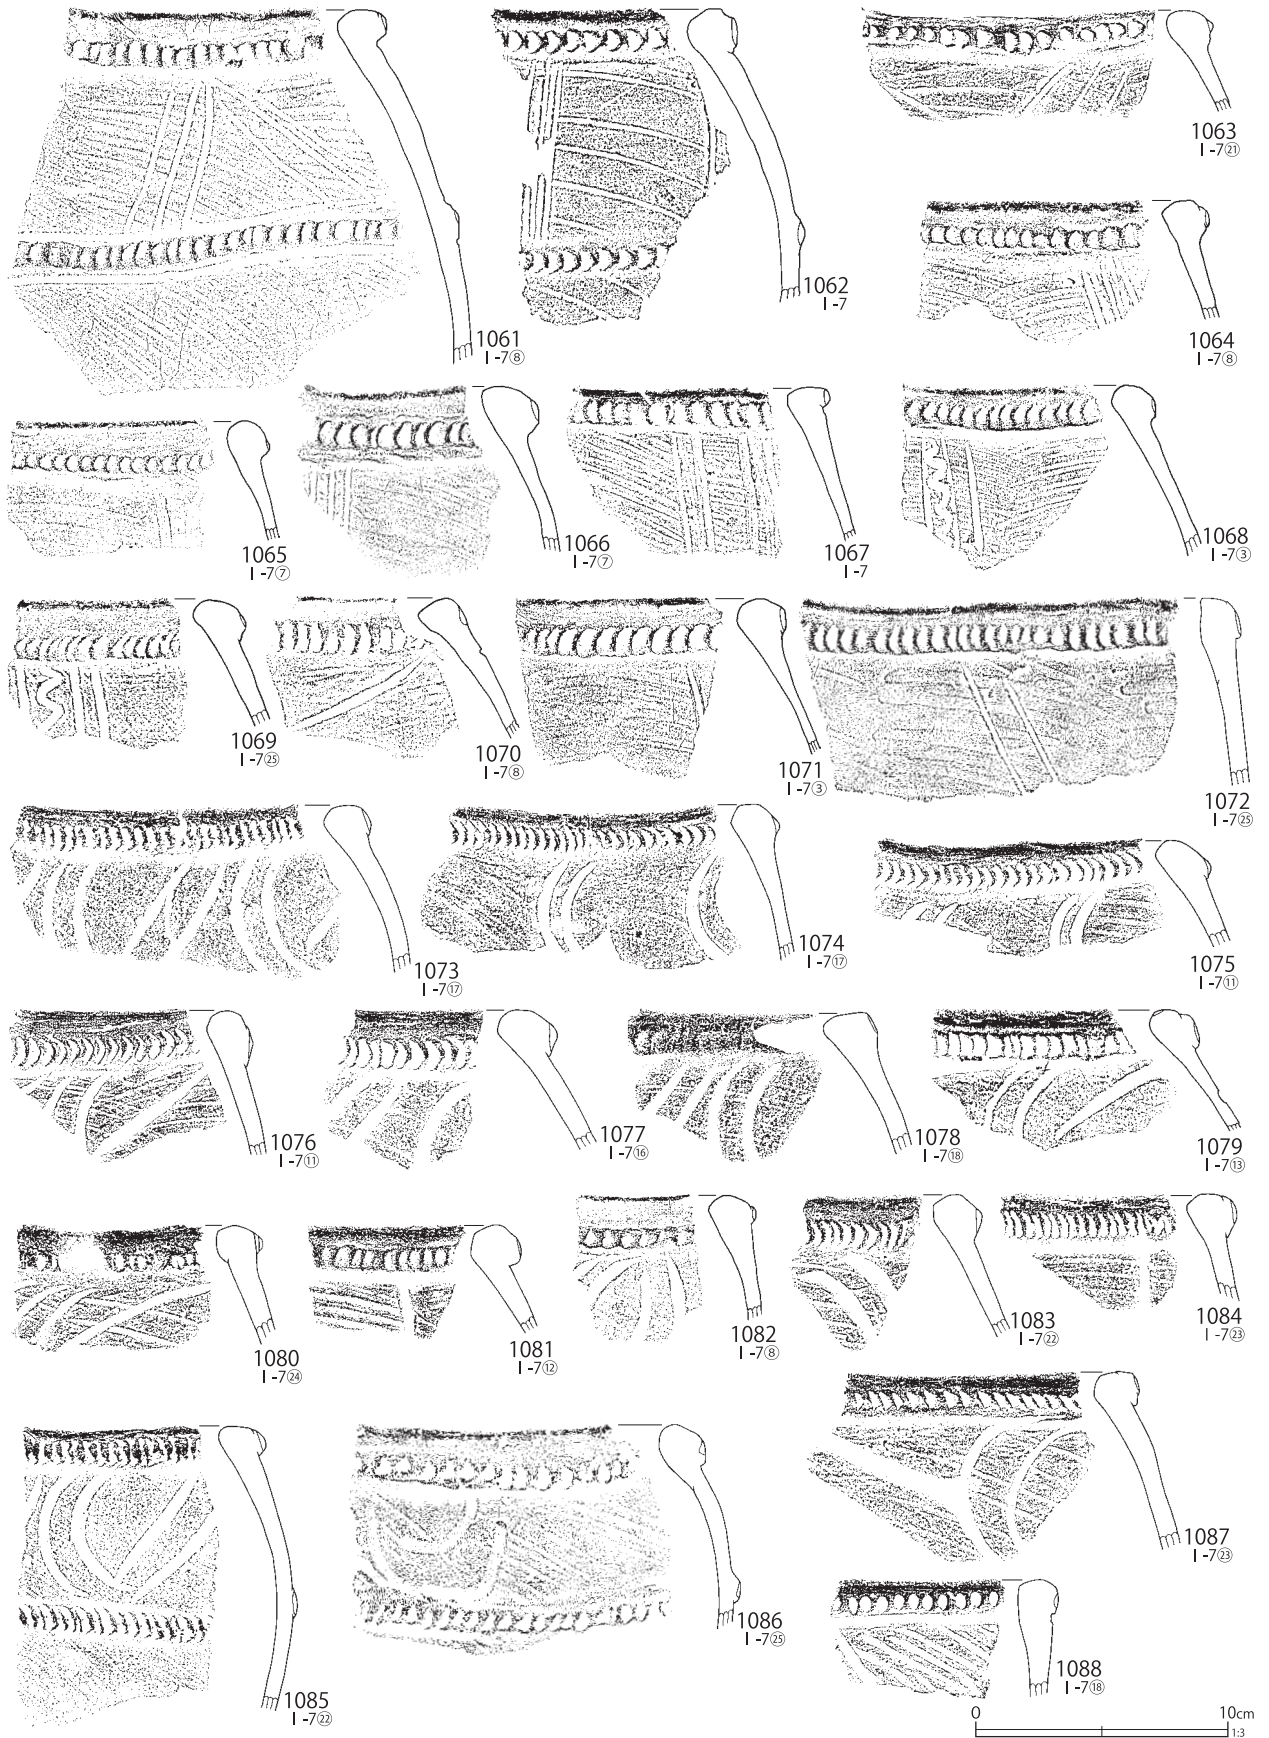 1061
I-7⑧
1062
I-7
1063
I-7㉑
1064
I-7⑧
1065
I-7⑦
1066
I-7⑦
1067
I-7
1068
I-7③
1069
I-7㉕
1070
I-7⑧
1071
I-7③
1072
I-7㉕
1073
I-7⑰
1074
I-7⑰
1075
I-7⑪
1076
I-7⑪
1077
I-7⑯
1078
I-7⑱
1079
I-7⑬
1080
I-7㉔
1081
I-7⑫
1082
I-7⑧
1083
I-7㉒
1084
I-7㉓
1085
I-7㉒
1086
I-7㉕
1087
I-7㉓
1088
I-7⑱
0 10cm
1:3